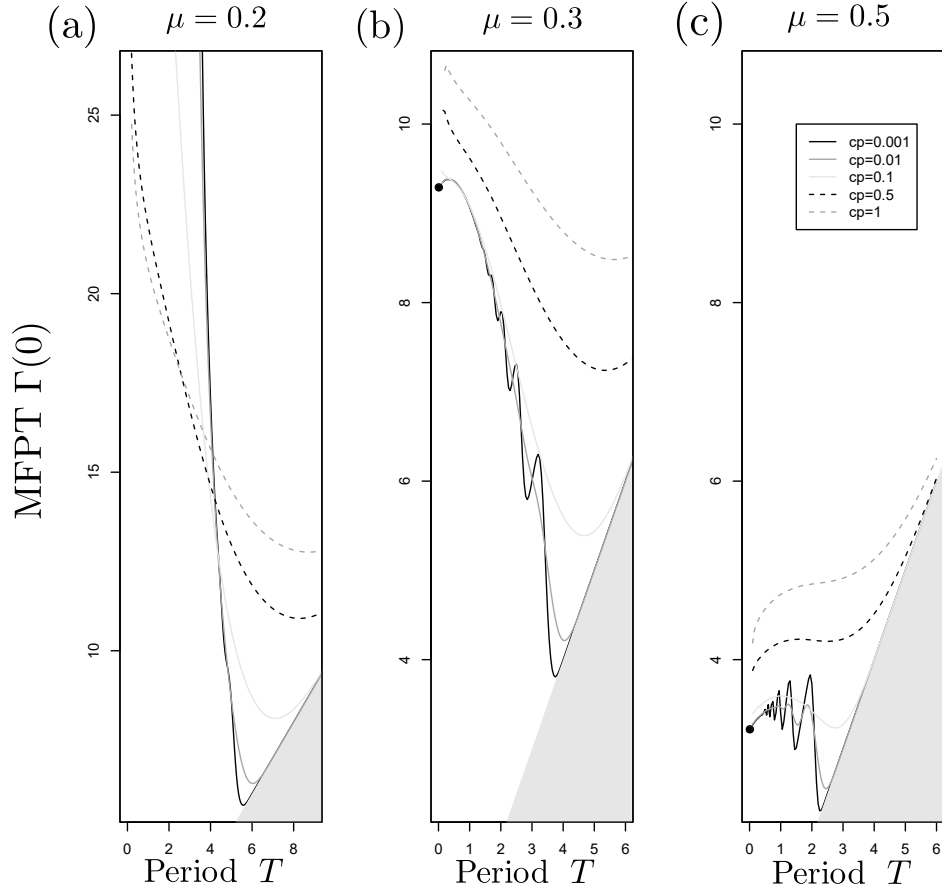 (a) μ = 0.2
(b) μ = 0.3
(c) μ = 0.5
MFPT Γ(0)
25
20
15
10
0 2 4 6 8
Period T
10
8
6
4
0 1 2 3 4 5 6
Period T
10
8
6
4
0 1 2 3 4 5 6
Period T
cp=0.001
cp=0.01
cp=0.1
cp=0.5
cp=1